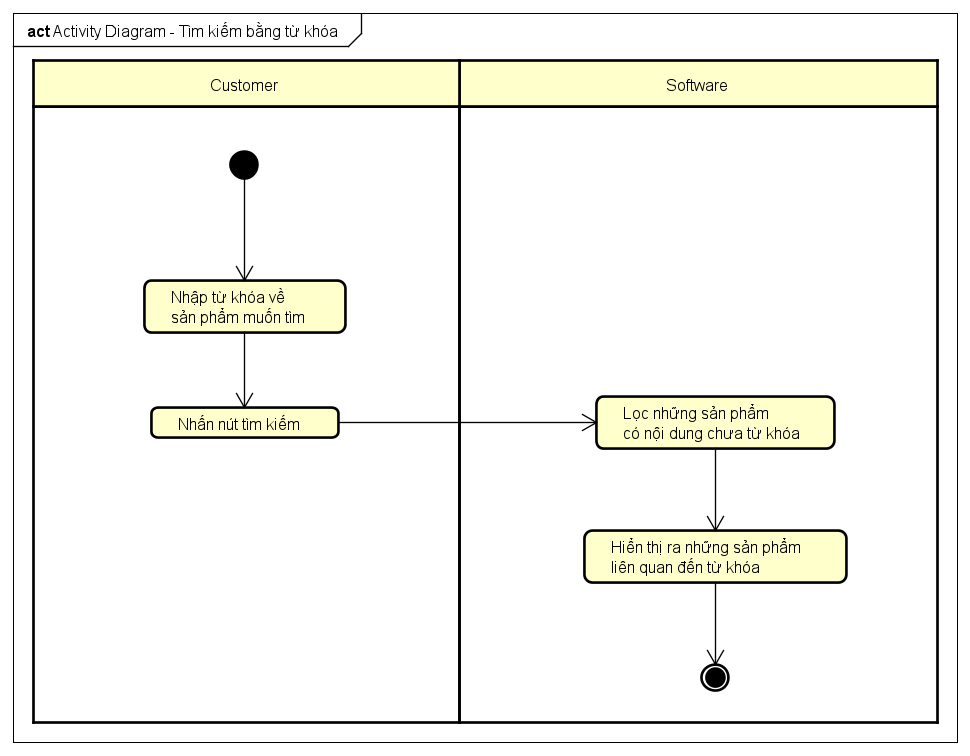 act Activity Diagram - Tìm kiếm bằng từ khóa
Customer
Software
Nhập từ khóa về
sản phẩm muốn tìm
Nhấn nút tìm kiếm
Lọc những sản phẩm
có nội dung chưa từ khóa
Hiển thị ra những sản phẩm
liên quan đến từ khóa